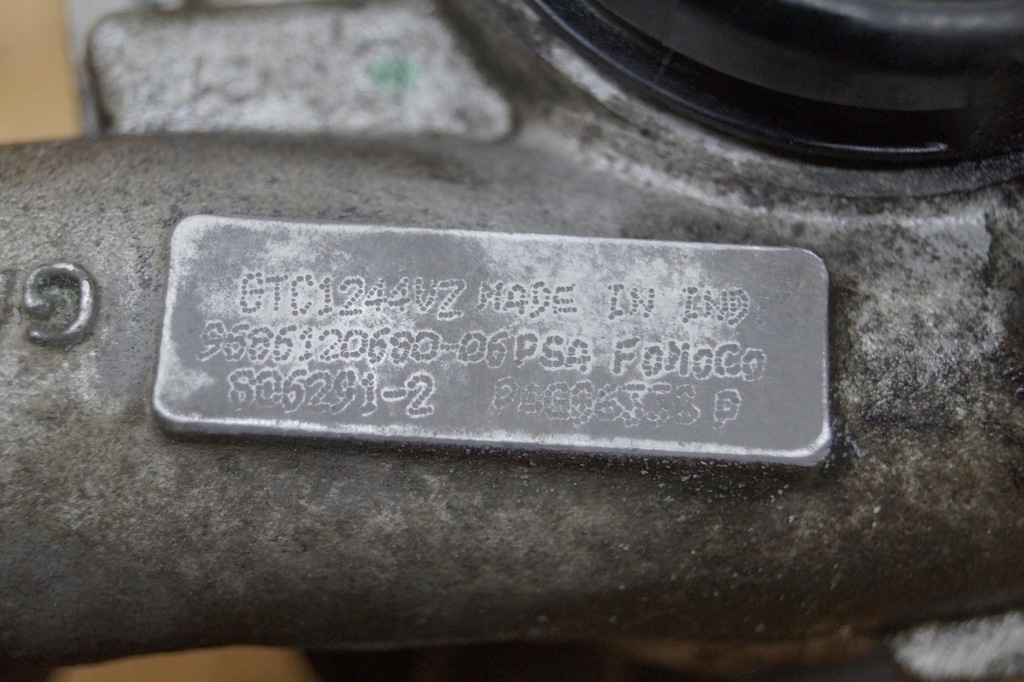 GTC1244VZ MADE IN IND
9686120680-06PSA FoMoCo
806291-2
G